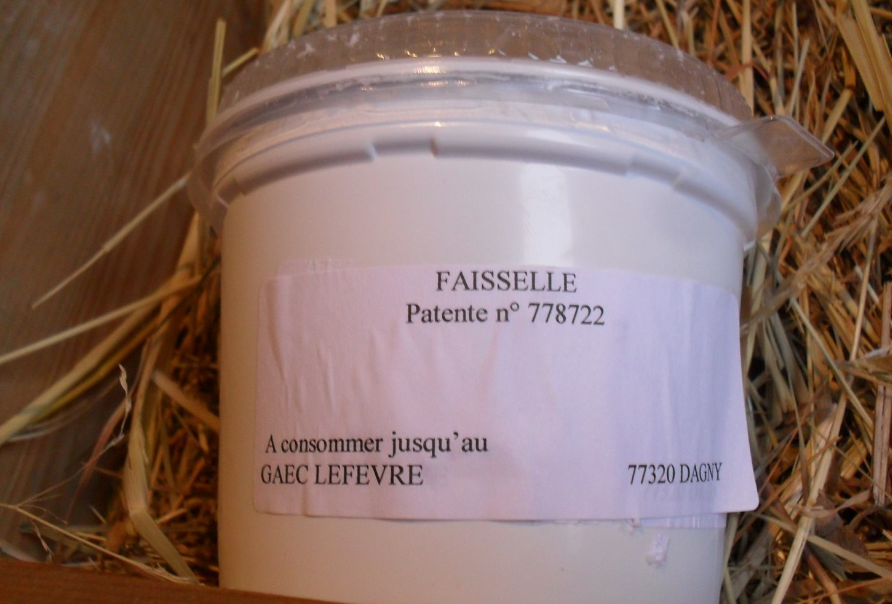 FAISSELLE
Patente n° 778722
A consommer jusqu'au
GAEC LEFEVRE 77320 DAGNY